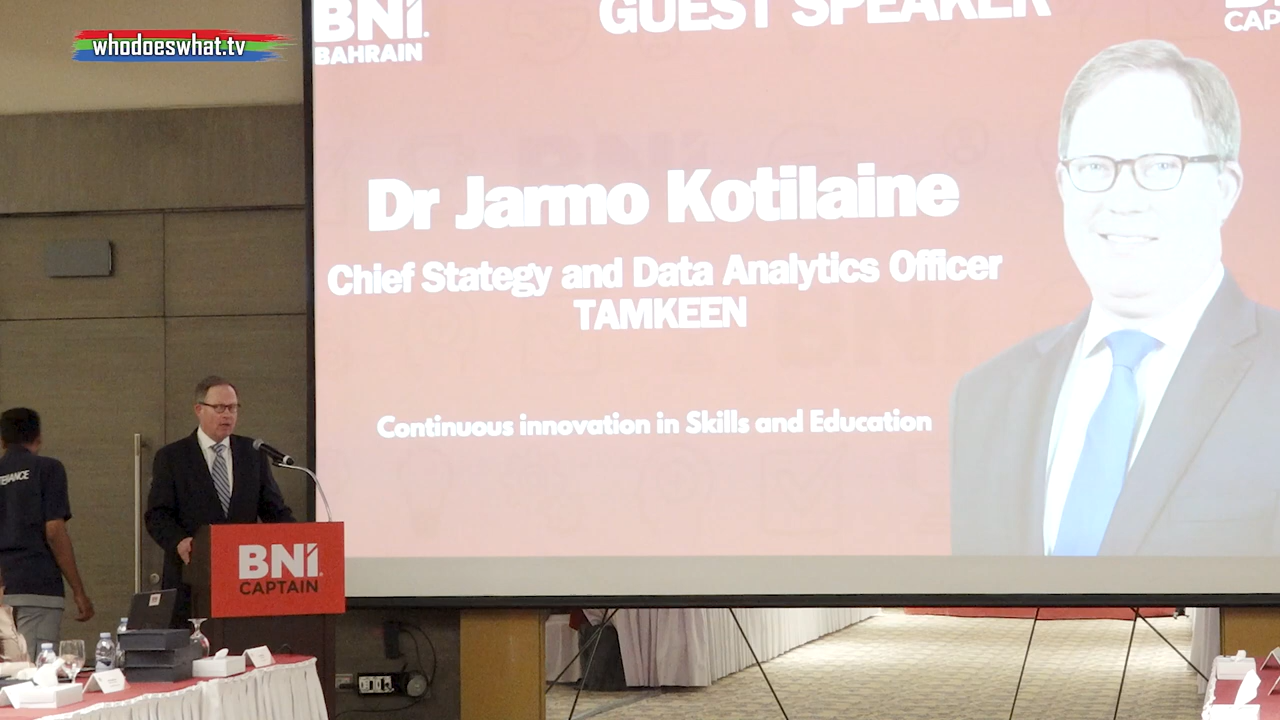 whodoeswhat.tv
BNI
BAHRAIN
GUEST SPEAKER
Dr Jarmo Kotilaine
Chief Stategy and Data Analytics Officer
TAMKEEN
Continuous innovation in Skills and Education
BNI
CAPTAIN